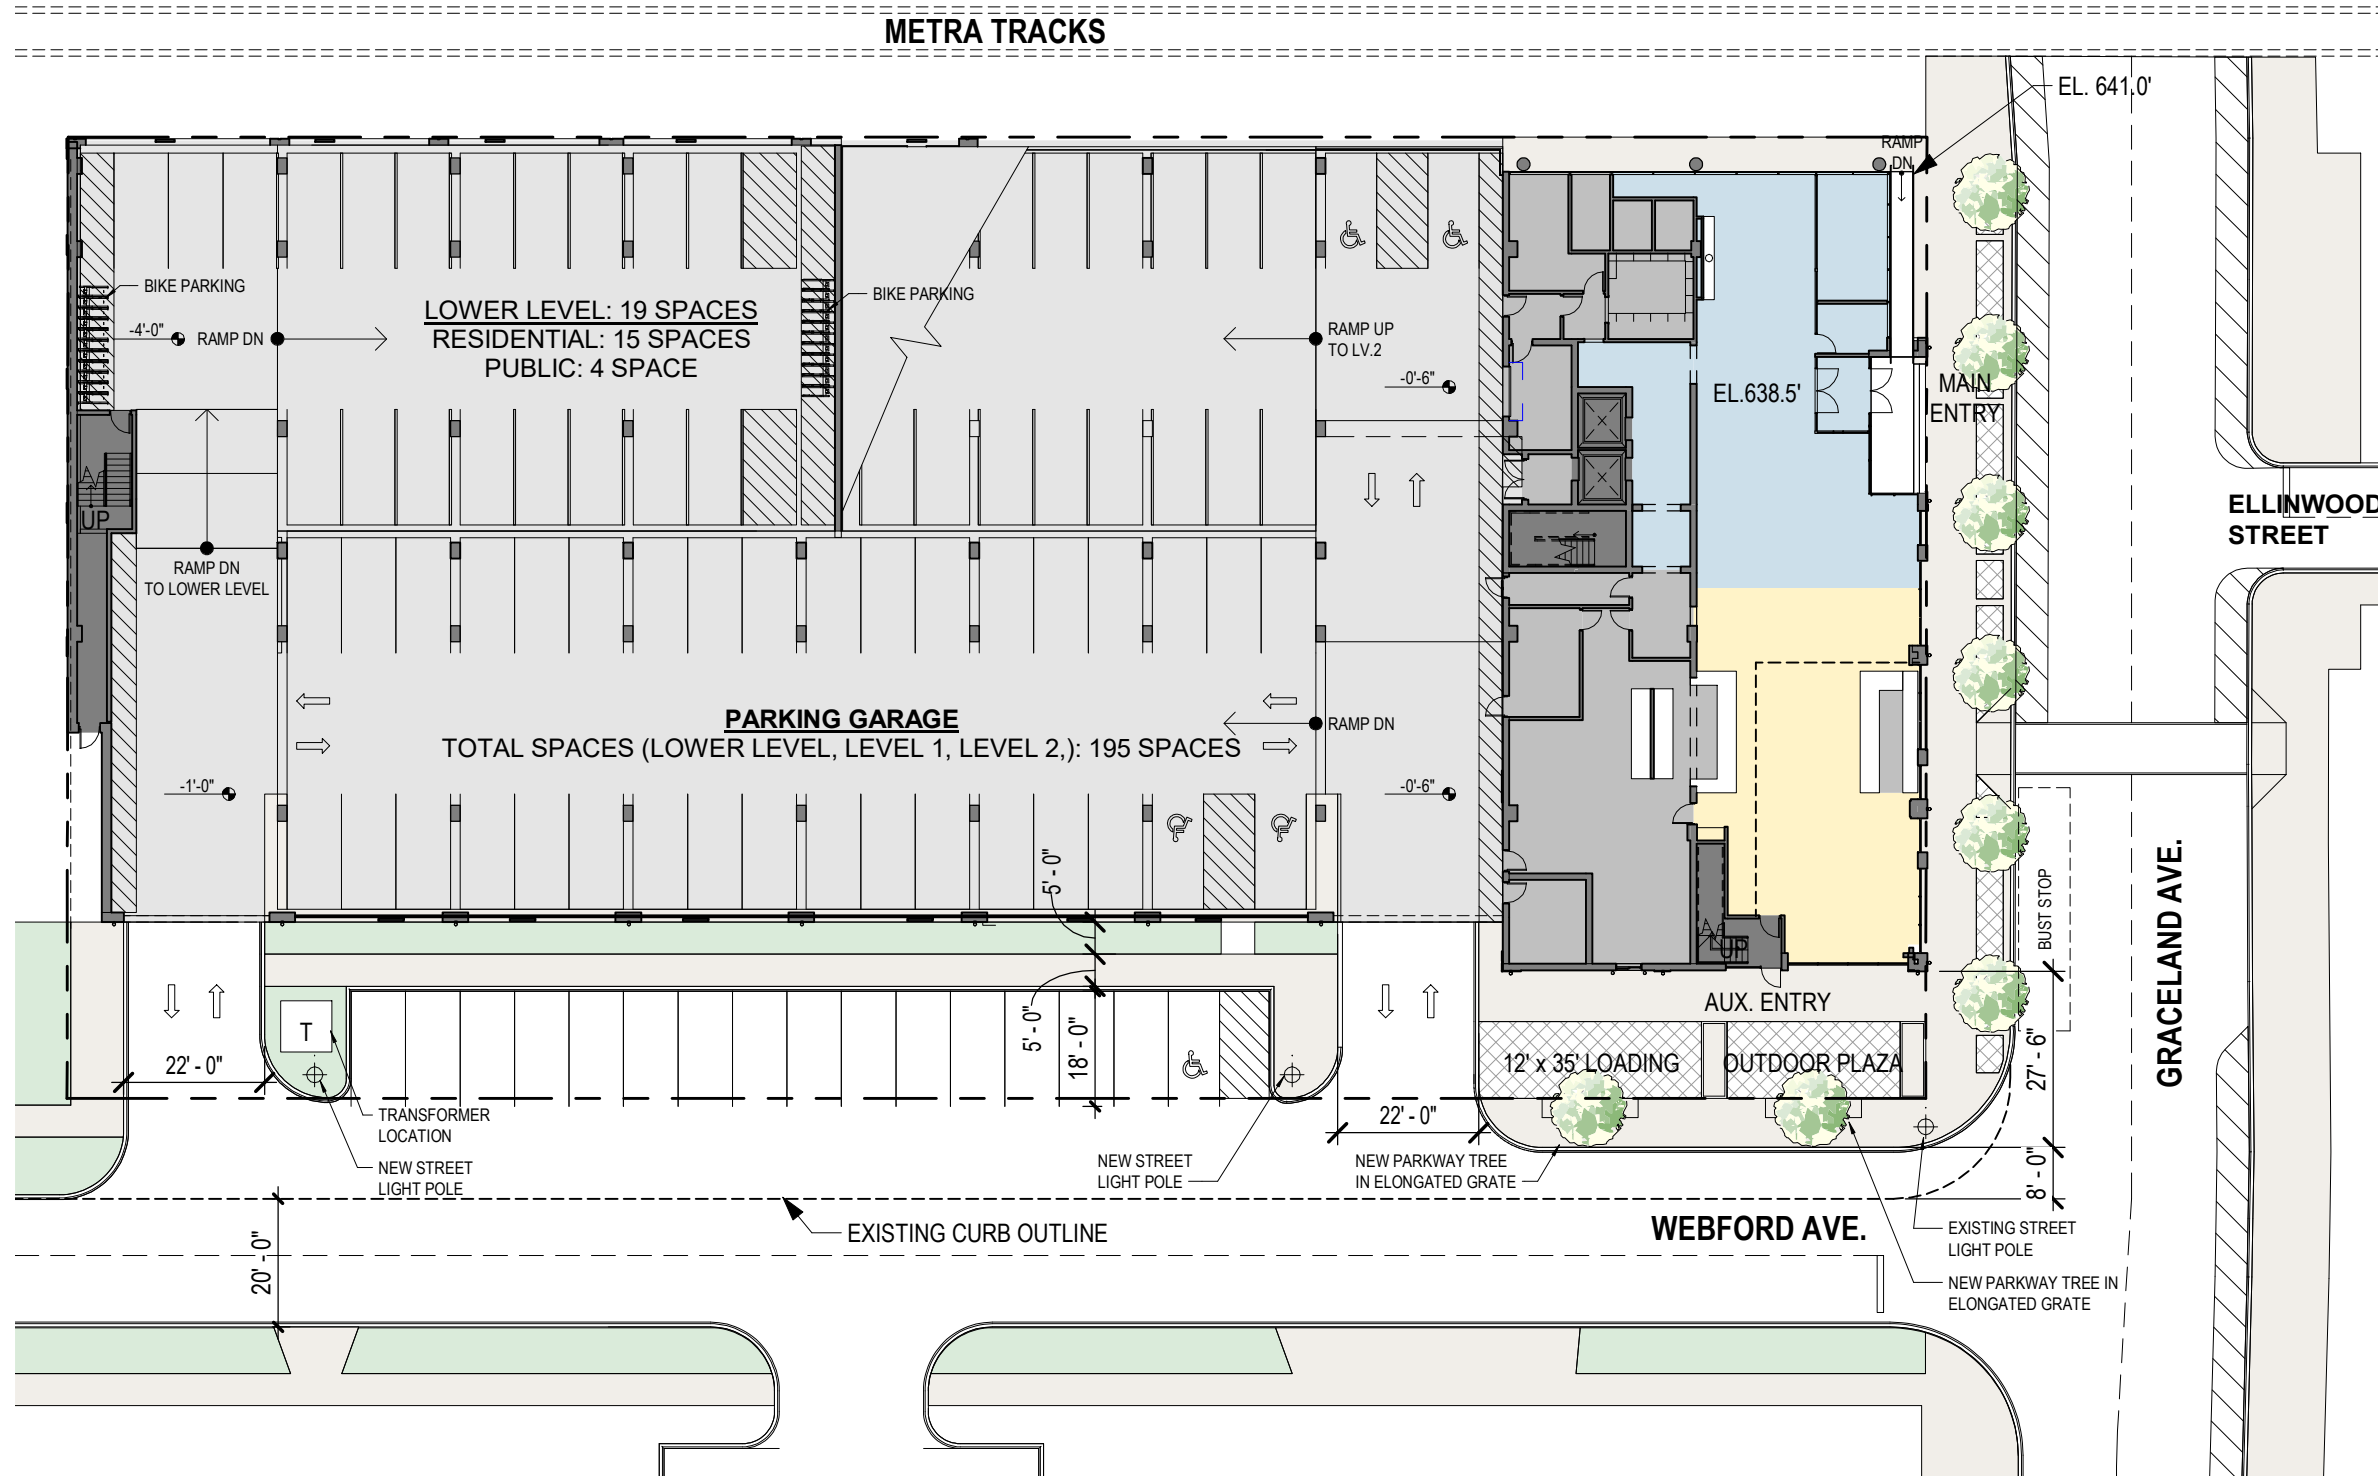 METRA TRACKS
EL. 641.0'
RAMP
DN
BIKE PARKING
BIKE PARKING
LOWER LEVEL: 19 SPACES
RESIDENTIAL: 15 SPACES
PUBLIC: 4 SPACE
-4'-0"
RAMP DN
RAMP UP
TO LV.2
-0'-6"
EL.638.5'
MAIN
ENTRY
UP
ELLINWOOD
STREET
RAMP DN
TO LOWER LEVEL
PARKING GARAGE
TOTAL SPACES (LOWER LEVEL, LEVEL 1, LEVEL 2,): 195 SPACES
RAMP DN
-1'-0"
-0'-6"
5' - 0"
BUST STOP
GRACELAND AVE.
UP
AUX. ENTRY
T
22' - 0"
5' - 0"
18' - 0"
12' x 35' LOADING
OUTDOOR PLAZA
27' - 6"
TRANSFORMER
LOCATION
22' - 0"
NEW STREET
LIGHT POLE
NEW STREET
LIGHT POLE
NEW PARKWAY TREE
IN ELONGATED GRATE
8' - 0"
EXISTING CURB OUTLINE
WEBFORD AVE.
EXISTING STREET
LIGHT POLE
20' - 0"
NEW PARKWAY TREE IN
ELONGATED GRATE